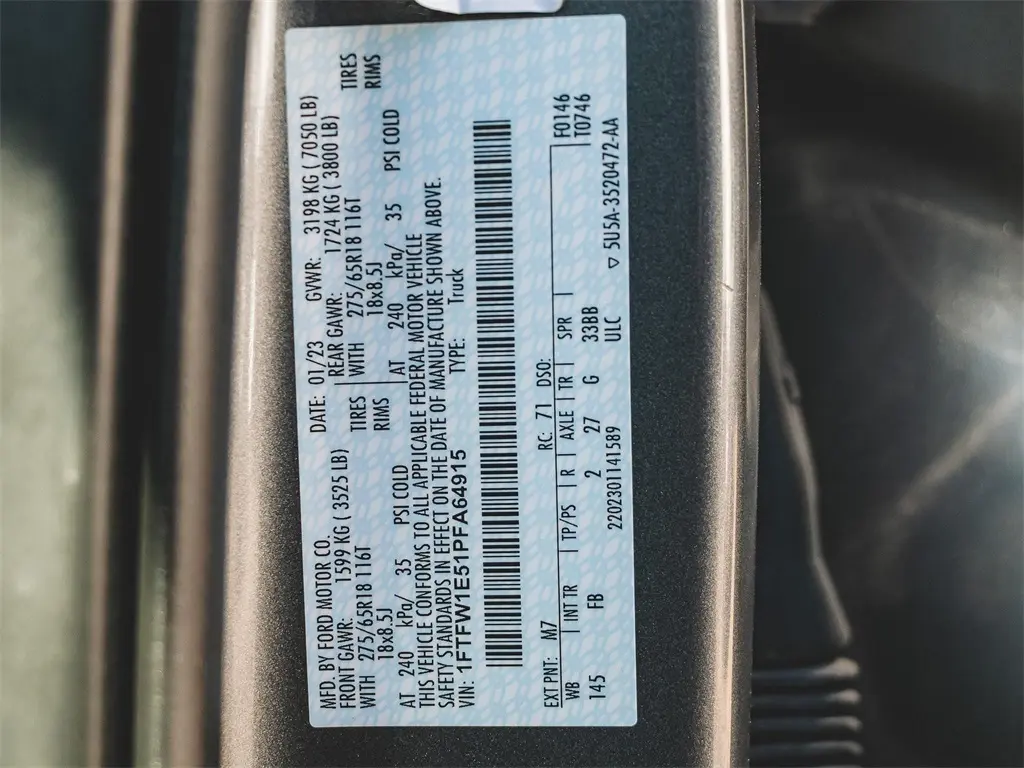 MFD. BY FORD MOTOR CO. DATE: 01/23 GVWR: 3198 KG ( 7050 LB)
FRONT GAWR: 1599 KG ( 3525 LB) REAR GAWR: 1724 KG ( 3800 LB)
WITH 275/65R18 116T TIRES WITH 275/65R18 116T TIRES
18x8.5J RIMS 18x8.5J RIMS
AT 240 kPa/ 35 PSI COLD AT 240 kPa/ 35 PSI COLD
THIS VEHICLE CONFORMS TO ALL APPLICABLE FEDERAL MOTOR VEHICLE
SAFETY STANDARDS IN EFFECT ON THE DATE OF MANUFACTURE SHOWN ABOVE.
VIN: 1FTFW1E51PFA64915 TYPE: Truck
EXT PNT: M7 RC: 71 DSO: F0146
WB INT TR TP/PS R AXLE TR SPR T0746
145 FB 2 27 G 33BB
2202301141589 ULC ▽ 5U5A-3520472-AA